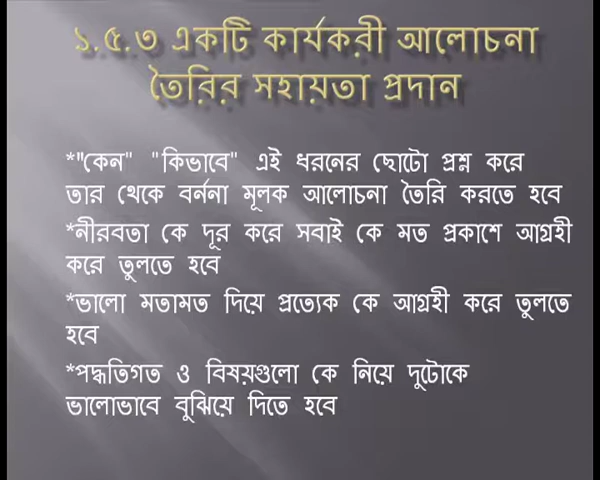 ১.৫.৩ একটি কার্যকরী আলোচনা
তৈরির সহায়তা প্রদান
*"কেন" "কিভাবে" এই ধরনের ছোটো প্রশ্ন করে
তার থেকে বর্ননা মূলক আলোচনা তৈরি করতে হবে
*নীরবতা কে দূর করে সবাই কে মত প্রকাশে আগ্রহী
করে তুলতে হবে
*ভালো মতামত দিয়ে প্রত্যেক কে আগ্রহী করে তুলতে
হবে
*পদ্ধতিগত ও বিষয়গুলো কে নিয়ে দুটোকে
ভালোভাবে বুঝিয়ে দিতে হবে